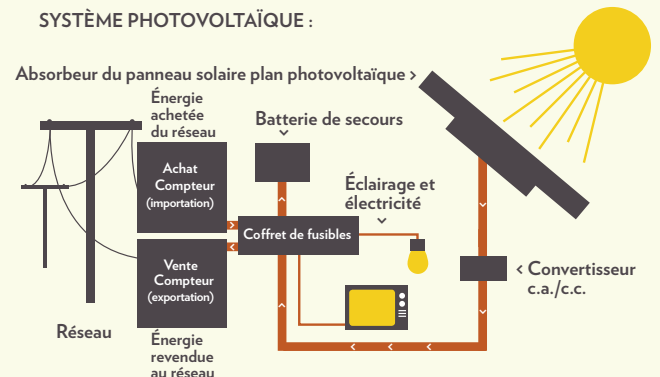 SYSTÈME PHOTOVOLTAÏQUE :
Absorbeur du panneau solaire plan photovoltaïque >
Énergie
achetée
du réseau
Batterie de secours
Achat
Compteur
(importation)
Éclairage et
électricité
Coffret de fusibles
Vente
Compteur
(exportation)
< Convertisseur
c.a./c.c.
Réseau
Énergie
revendue
au réseau